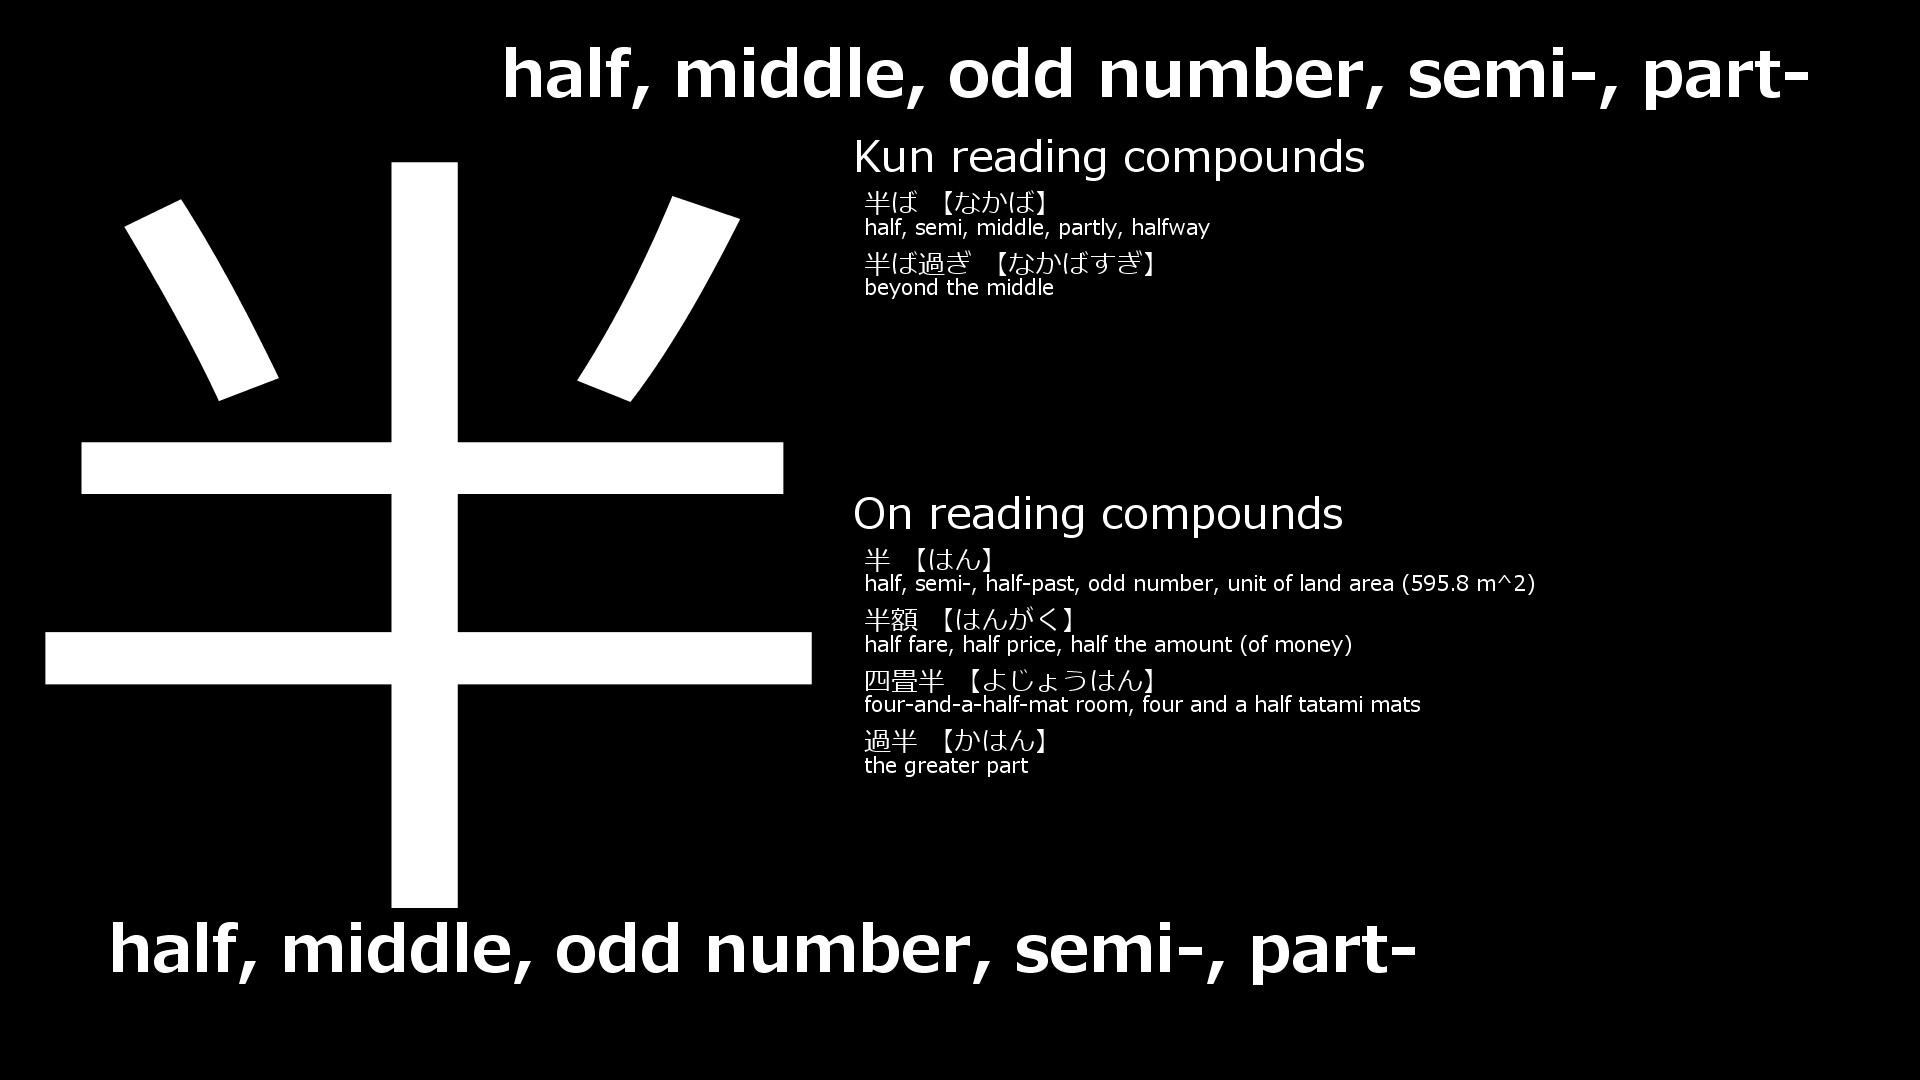 half, middle, odd number, semi-, part-
半
Kun reading compounds
半ば 【なかば】
half, semi, middle, partly, halfway
半ば過ぎ 【なかばすぎ】
beyond the middle
On reading compounds
半 【はん】
half, semi-, half-past, odd number, unit of land area (595.8 m^2)
半額 【はんがく】
half fare, half price, half the amount (of money)
四畳半 【よじょうはん】
four-and-a-half-mat room, four and a half tatami mats
過半 【かはん】
the greater part
half, middle, odd number, semi-, part-